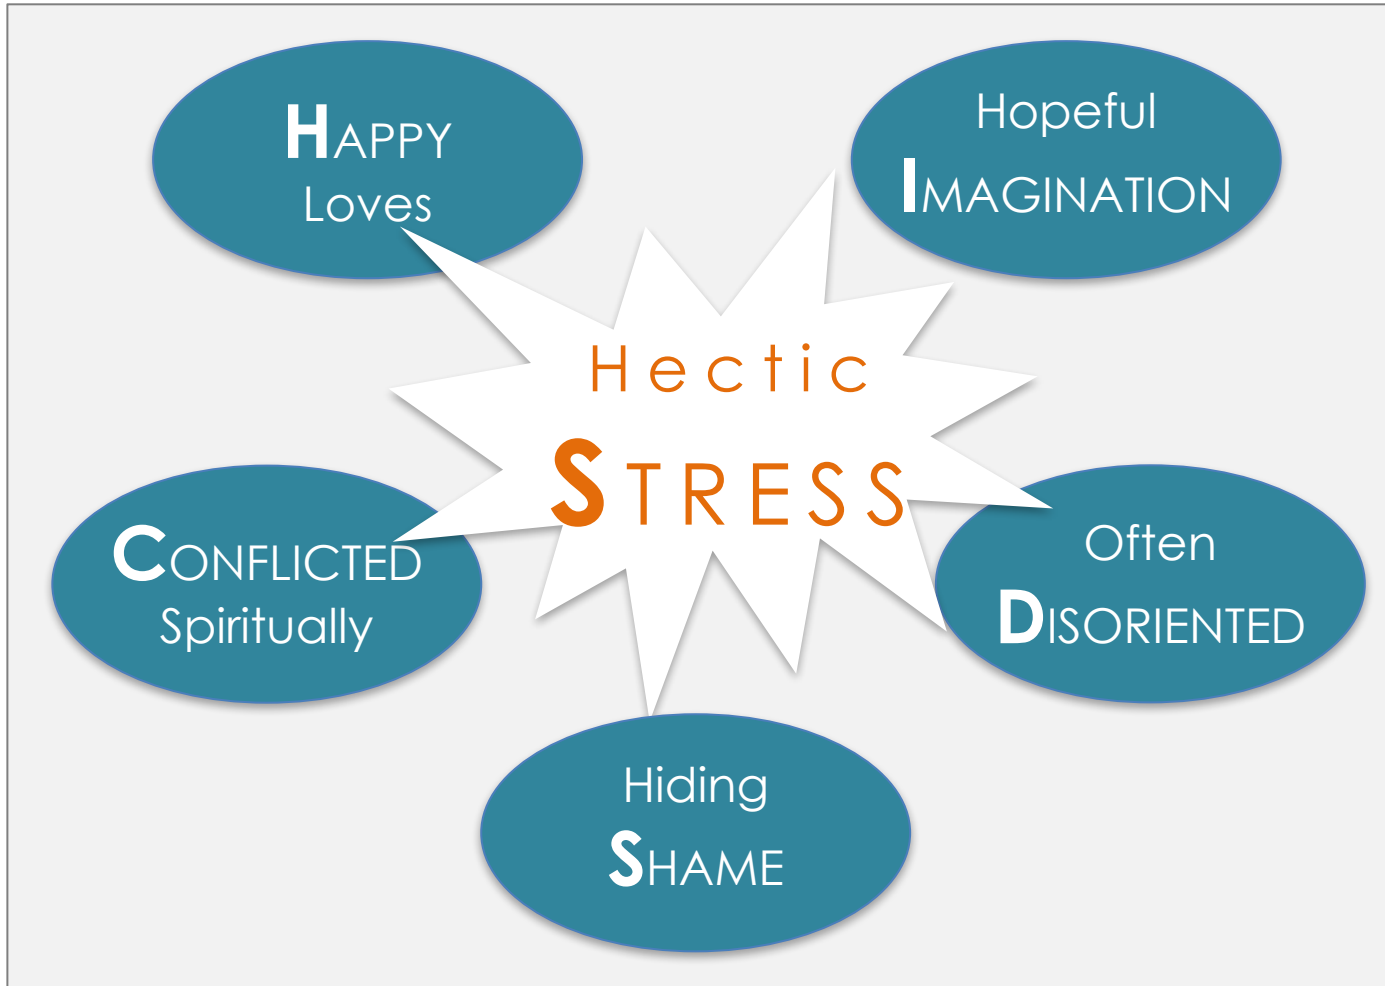 HAPPY
Loves
Hopeful
IMAGINATION
Hectic
STRESS
CONFLICTED
Spiritually
Often
DISORIENTED
Hiding
SHAME